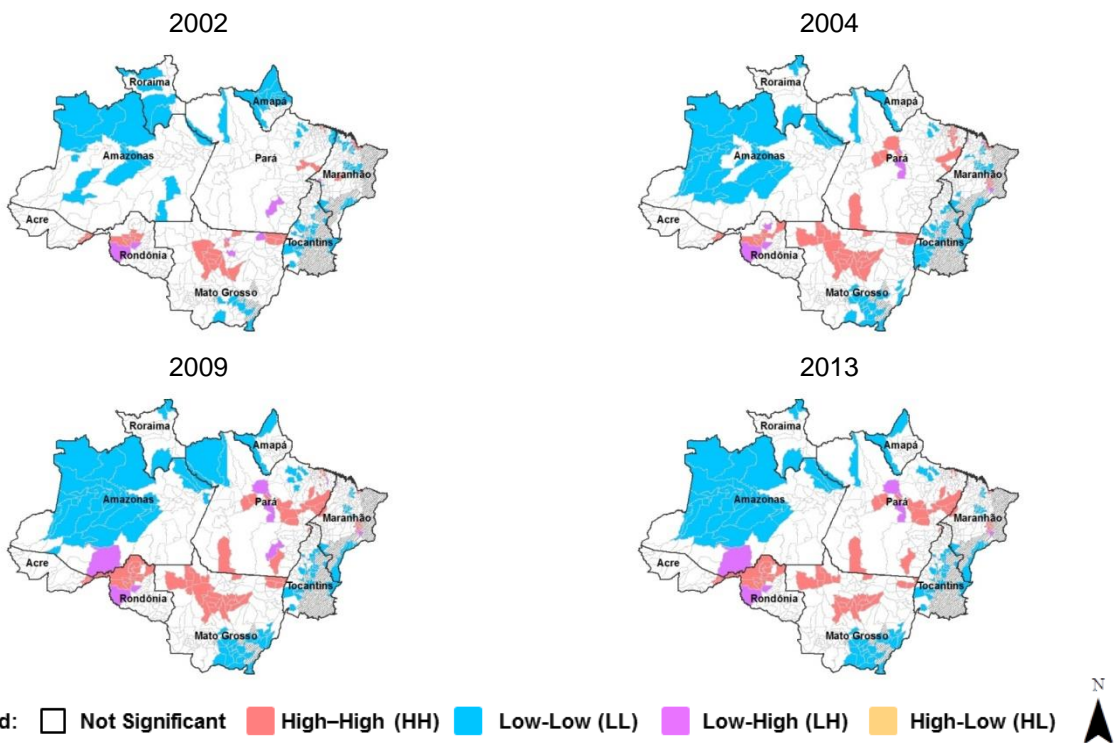 2002
2004
Roraima
Amapá
Amazonas
Pará
Maranhão
Acre
Tocantins
Rondônia
Mato Grosso
Roraima
Amapá
Amazonas
Pará
Maranhão
Acre
Tocantins
Rondônia
Mato Grosso
2009
2013
Roraima
Amapá
Amazonas
Pará
Maranhão
Acre
Tocantins
Rondônia
Mato Grosso
Roraima
Amapá
Amazonas
Pará
Maranhão
Acre
Tocantins
Rondônia
Mato Grosso
N
d: Not Significant High–High (HH) Low-Low (LL) Low-High (LH) High-Low (HL)